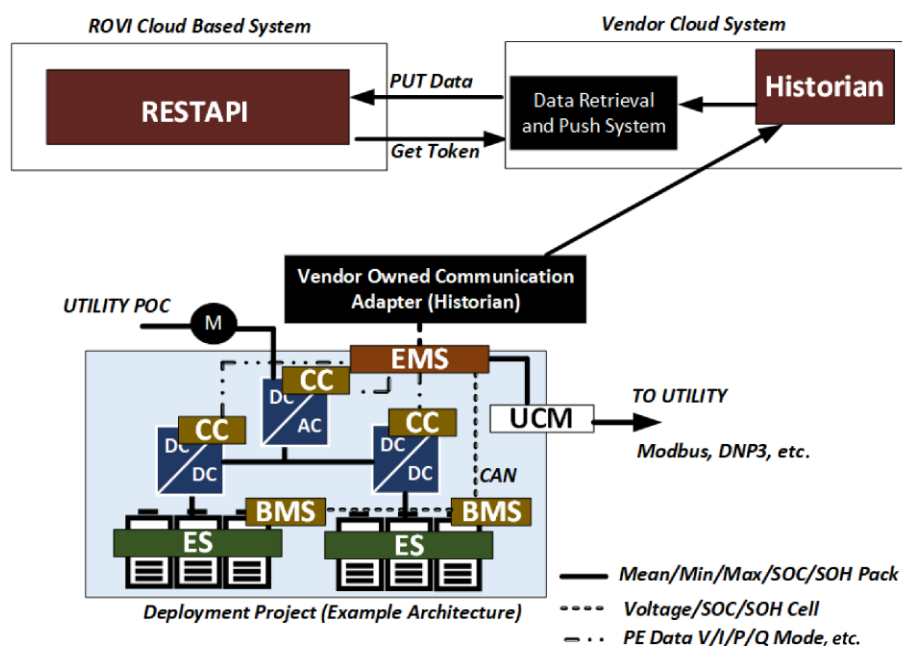 ROVI Cloud Based System
Vendor Cloud System
RESTAPI
PUT Data
Get Token
Data Retrieval
and Push System
Historian
Vendor Owned Communication
Adapter (Historian)
UTILITY POC
M
EMS
CC
DC
AC
UCM
TO UTILITY
Modbus, DNP3, etc.
CC
DC
DC
CC
DC
DC
CAN
BMS
BMS
ES
ES
Deployment Project (Example Architecture)
Mean/Min/Max/SOC/SOH Pack
Voltage/SOC/SOH Cell
PE Data V/I/P/Q Mode, etc.